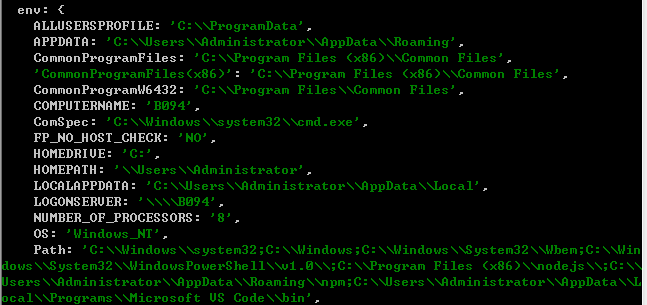 env: {
ALLUSERSPROFILE: 'C:\\ProgramData',
APPDATA: 'C:\\Users\\Administrator\\AppData\\Roaming',
CommonProgramFiles: 'C:\\Program Files (x86)\\Common Files',
'CommonProgramFiles(x86)': 'C:\\Program Files (x86)\\Common Files',
CommonProgramW6432: 'C:\\Program Files\\Common Files',
COMPUTERNAME: 'B094',
ComSpec: 'C:\\Windows\\system32\\cmd.exe',
FP_NO_HOST_CHECK: 'NO',
HOMEDRIVE: 'C:',
HOMEPATH: '\\Users\\Administrator',
LOCALAPPDATA: 'C:\\Users\\Administrator\\AppData\\Local',
LOGONSERVER: '\\\\B094',
NUMBER_OF_PROCESSORS: '8',
OS: 'Windows_NT',
Path: 'C:\\Windows\\system32;C:\\Windows;C:\\Windows\\System32\\Wbem;C:\\Win
dows\\System32\\WindowsPowerShell\\v1.0\\;C:\\Program Files (x86)\\nodejs\\;C:\\
Users\\Administrator\\AppData\\Roaming\\npm;C:\\Users\\Administrator\\AppData\\L
ocal\\Programs\\Microsoft VS Code\\bin',